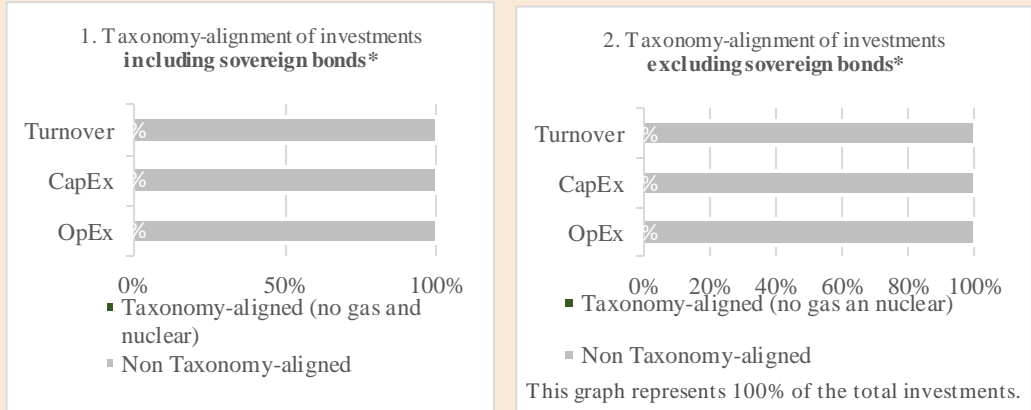 1. Taxonomy-alignment of investments
including sovereign bonds*
Turnover
%
CapEx
%
OpEx
%
0% 50% 100%
Taxonomy-aligned (no gas and
nuclear)
Non Taxonomy-aligned
2. Taxonomy-alignment of investments
excluding sovereign bonds*
Turnover
%
CapEx
%
OpEx
%
0% 20% 40% 60% 80% 100%
Taxonomy-aligned (no gas an nuclear)
Non Taxonomy-aligned
This graph represents 100% of the total investments.